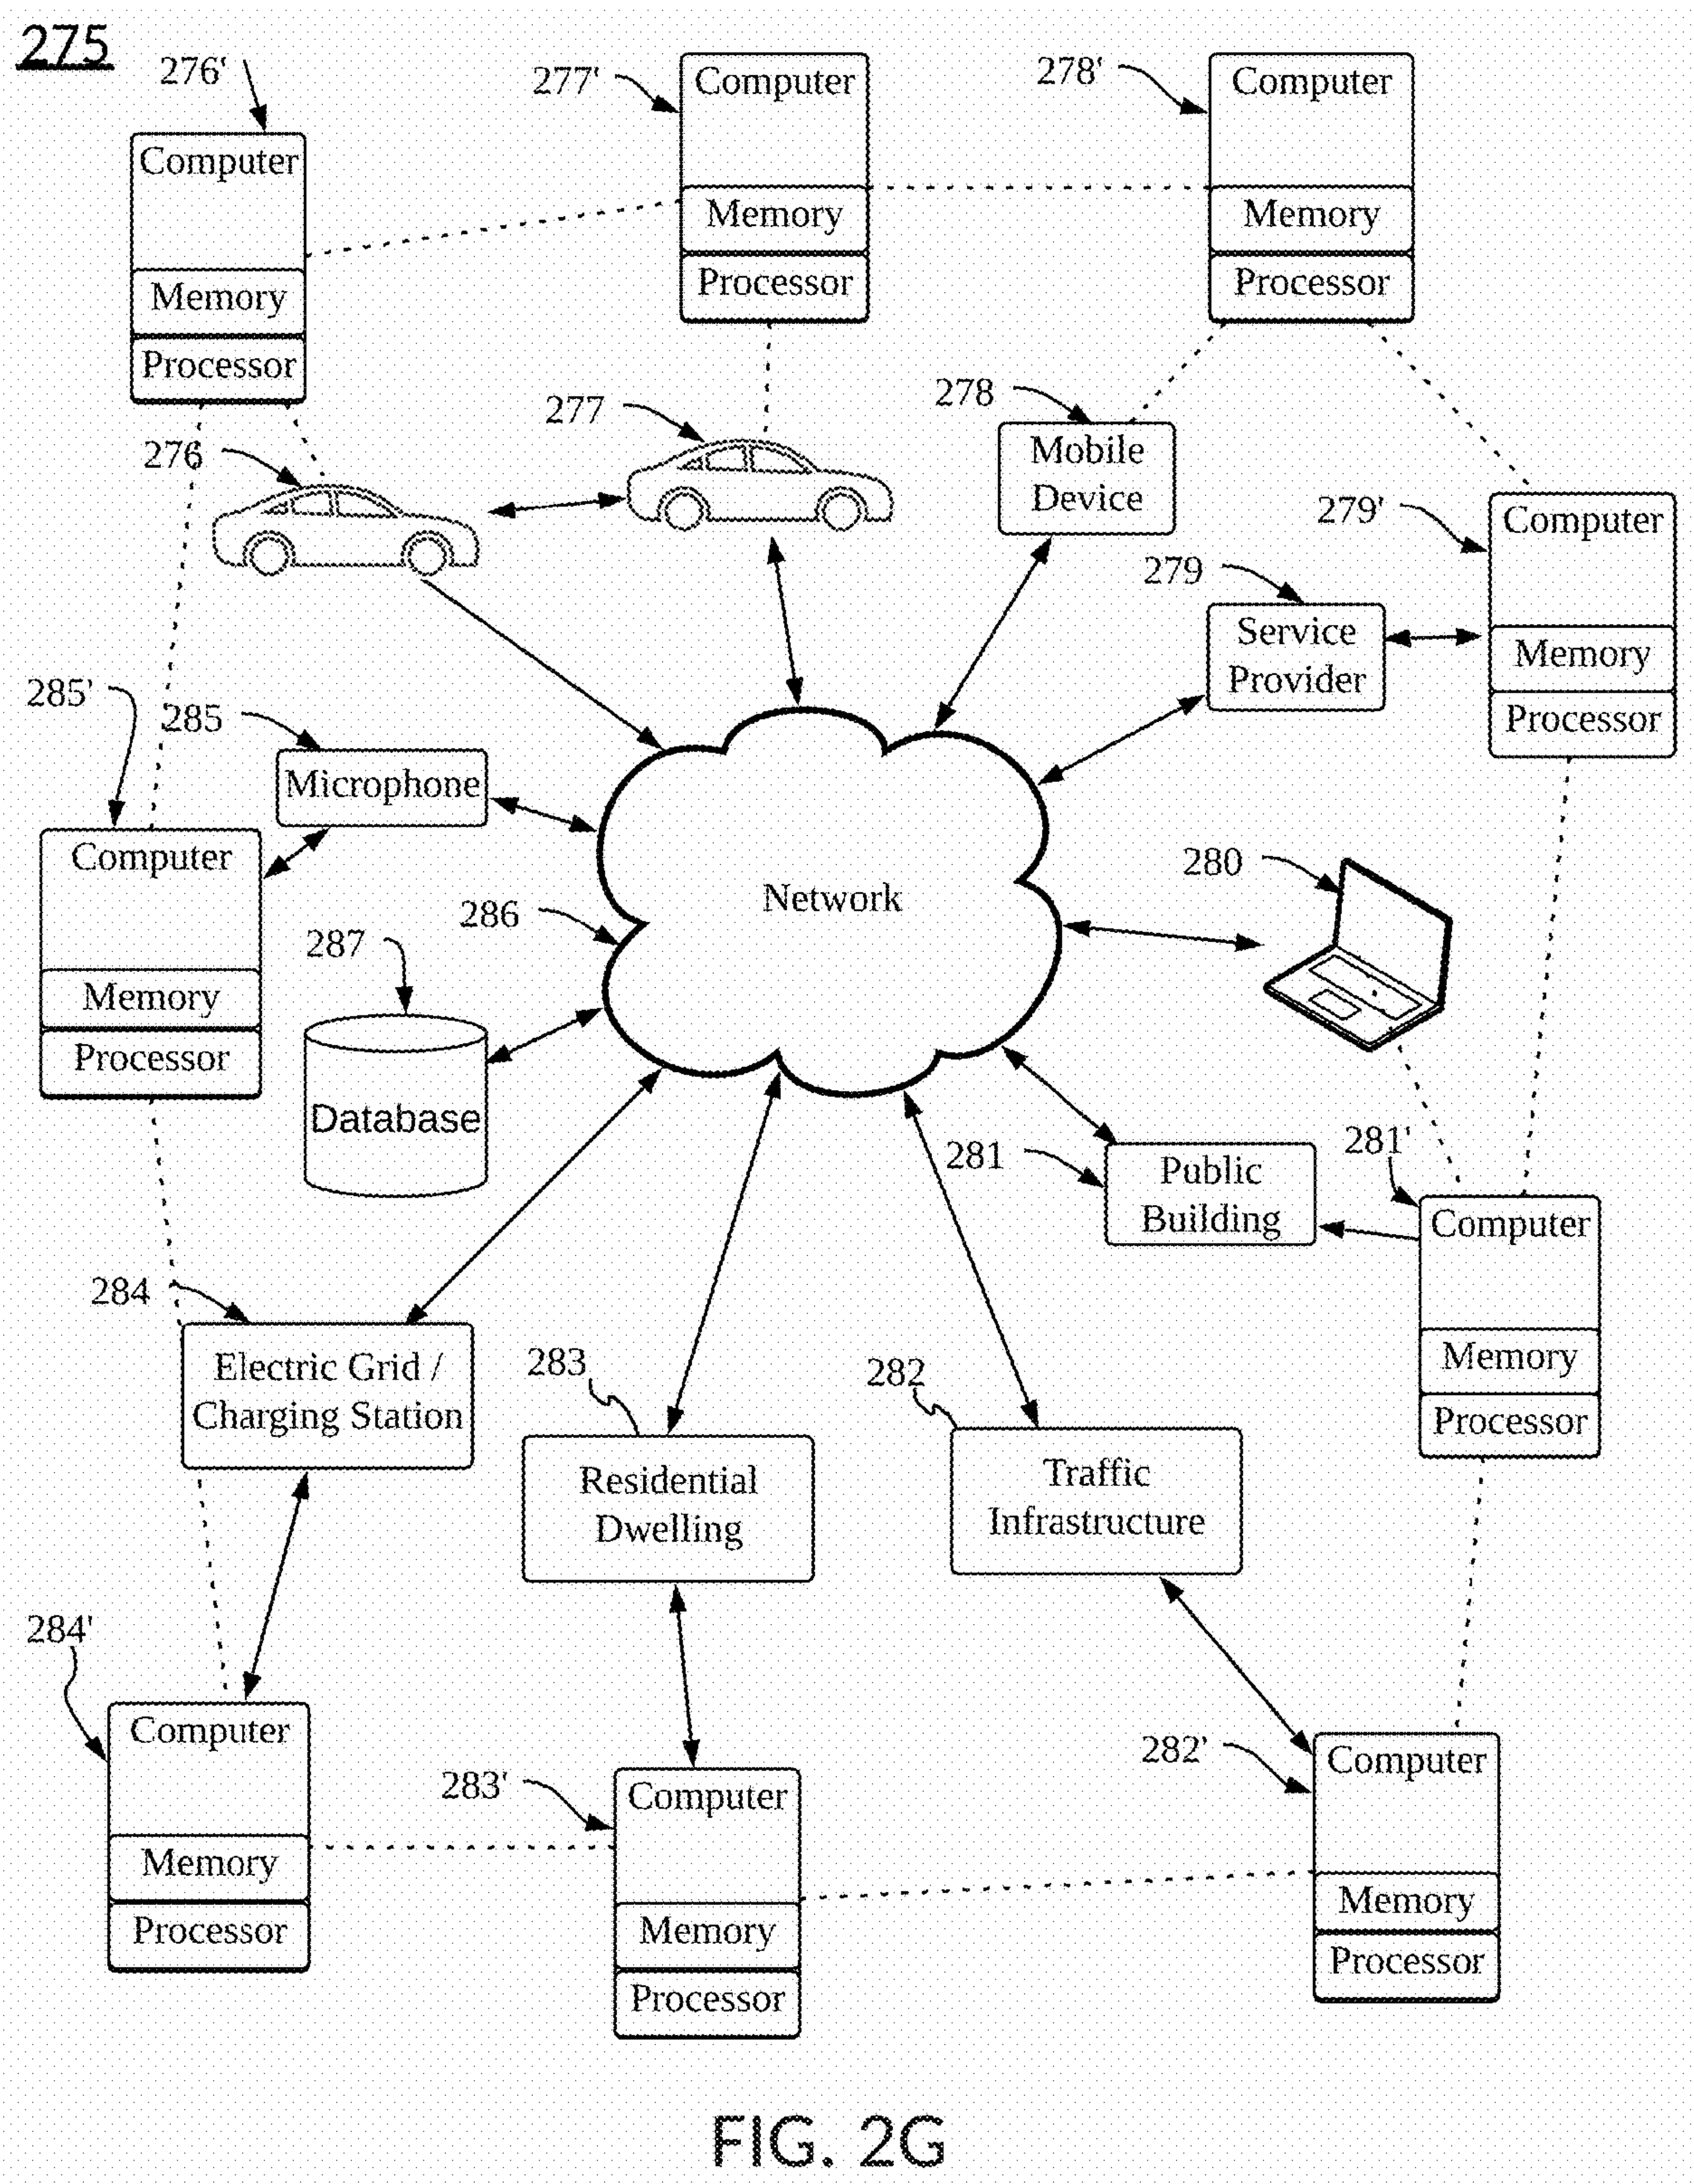 275
276'
277'
278'
Computer
Memory
Processor
Computer
Memory
Processor
Computer
Memory
Processor
276
277
278
Mobile
Device
279'
Computer
Memory
Processor
279
Service
Provider
285'
285
Microphone
Computer
Memory
Processor
286
Network
280
287
Database
281
Public
Building
281'
Computer
Memory
Processor
284
Electric Grid /
Charging Station
283
Residential
Dwelling
282
Traffic
Infrastructure
284'
Computer
Memory
Processor
283'
Computer
Memory
Processor
282'
Computer
Memory
Processor
FIG. 2G